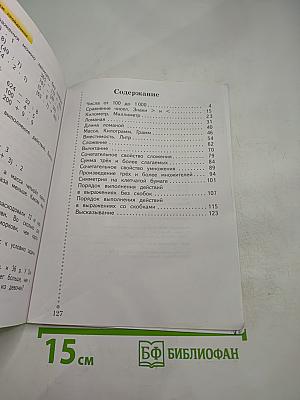 Содержание
Числа от 100 до 1 000 4
Сравнение чисел. Знаки > и < 15
Километр. Миллиметр 23
Ломаная 31
Длина ломаной 40
Масса. Килограмм. Грамм 46
Вместимость. Литр 54
Сложение 62
Вычитание 70
Сочетательное свойство сложения 79
Сумма трёх и более слагаемых 82
Сочетательное свойство умножения 87
Произведение трёх и более множителей 94
Симметрия на клетчатой бумаге 101
Порядок выполнения действий
в выражениях без скобок 107
Порядок выполнения действий
в выражениях со скобками 115
Высказывание 123
127
15 см
БФ БИБЛИОФАН